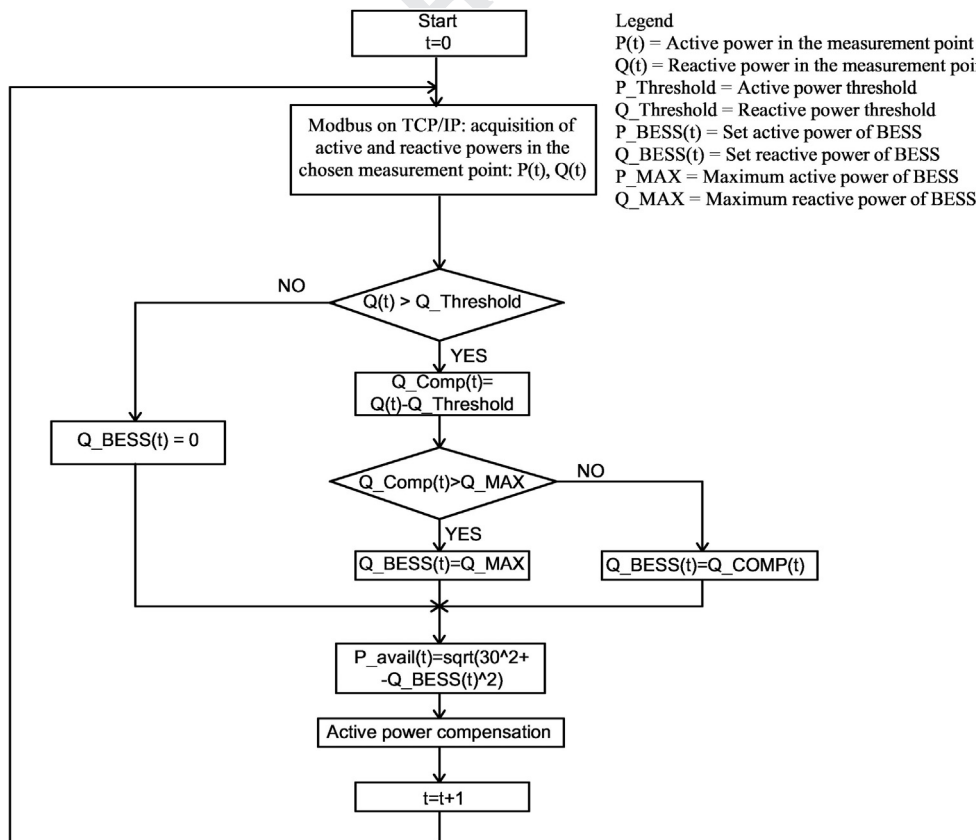 Start
t=0
Legend
P(t) = Active power in the measurement point
Q(t) = Reactive power in the measurement
P_Threshold = Active power threshold
Q_Threshold = Reactive power threshold
P_BESS(t) = Set active power of BESS
Q_BESS(t) = Set reactive power of BESS
P_MAX = Maximum active power of BESS
Q_MAX = Maximum reactive power of BESS
Modbus on TCP/IP: acquisition of
active and reactive powers in the
chosen measurement point: P(t), Q(t)
NO
Q(t) > Q_Threshold
YES
Q_Comp(t)=
Q(t)-Q_Threshold
Q_BESS(t) = 0
Q_Comp(t)>Q_MAX
NO
YES
Q_BESS(t)=Q_MAX
Q_BESS(t)=Q_COMP(t)
P_avail(t)=sqrt(30^2+
-Q_BESS(t)^2)
Active power compensation
t=t+1